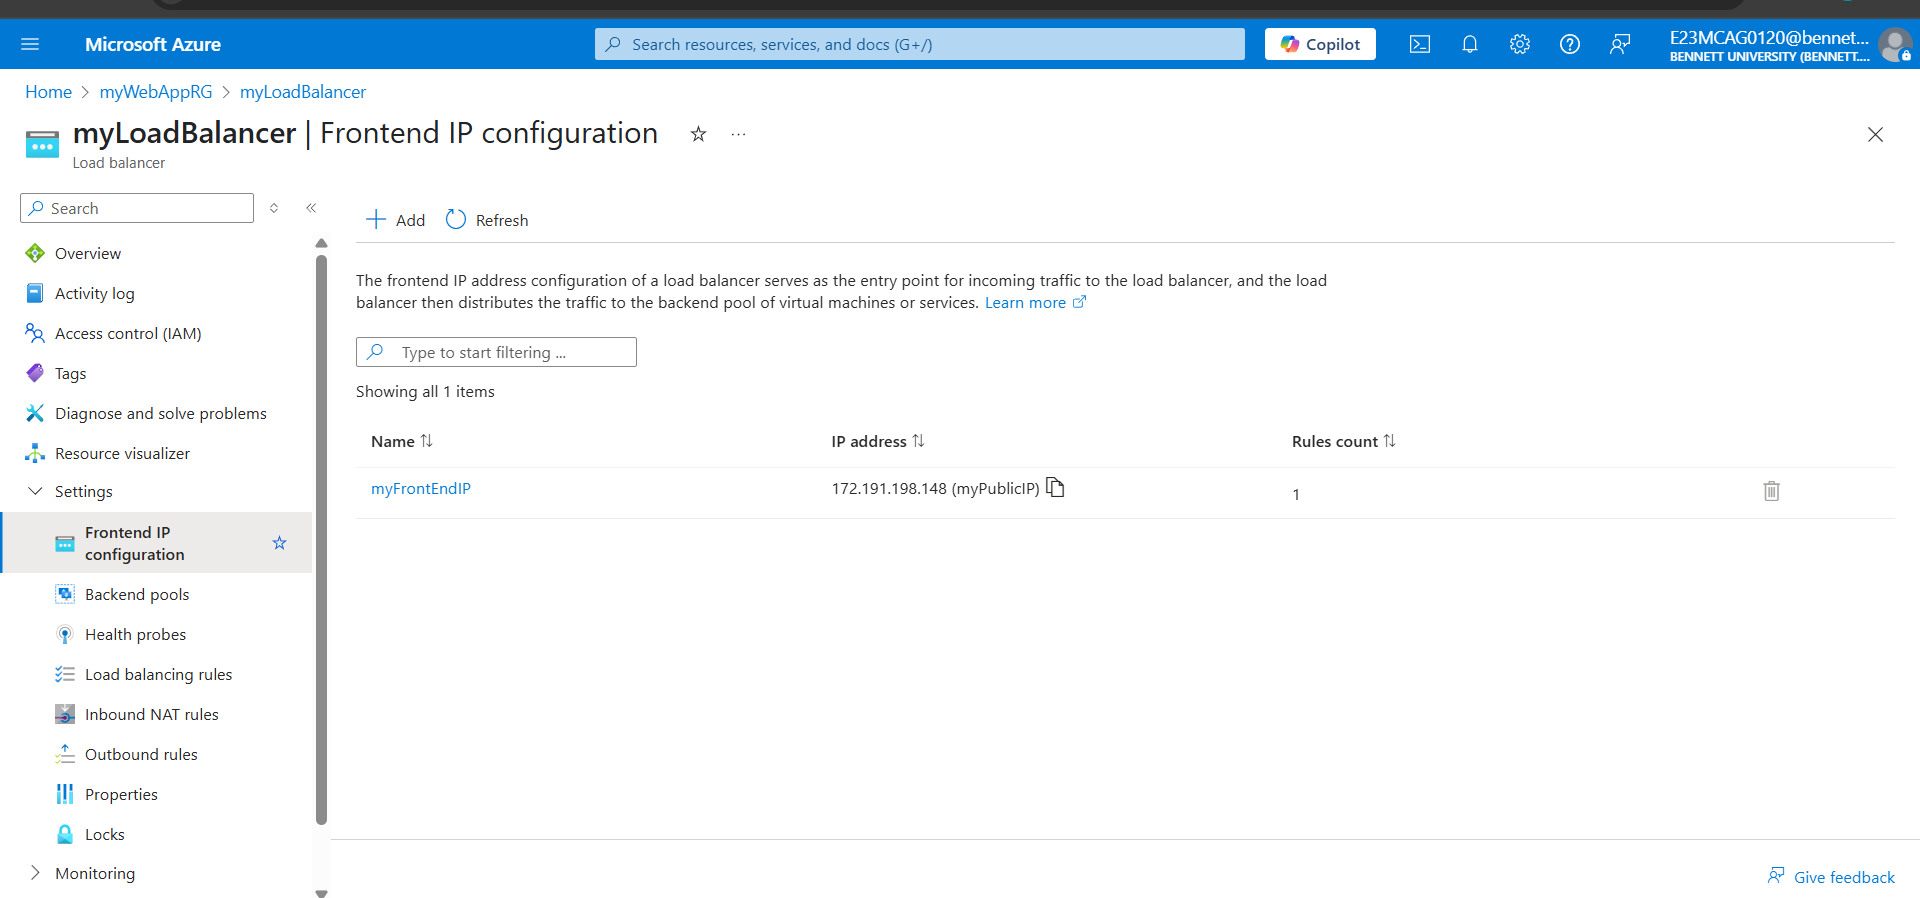 Microsoft Azure
Search resources, services, and docs (G+/)
Copilot
E23MCAG0120@bennet...
BENNETT UNIVERSITY (BENNETT....
Home > myWebAppRG > myLoadBalancer
myLoadBalancer | Frontend IP configuration
Load balancer
Search
Overview
Activity log
Access control (IAM)
Tags
Diagnose and solve problems
Resource visualizer
Settings
Frontend IP
configuration
Backend pools
Health probes
Load balancing rules
Inbound NAT rules
Outbound rules
Properties
Locks
Monitoring
Add
Refresh
The frontend IP address configuration of a load balancer serves as the entry point for incoming traffic to the load balancer, and the load
balancer then distributes the traffic to the backend pool of virtual machines or services. Learn more
Type to start filtering ...
Showing all 1 items
Name IP address Rules count
myFrontEndIP 172.191.198.148 (myPublicIP) 1
Give feedback